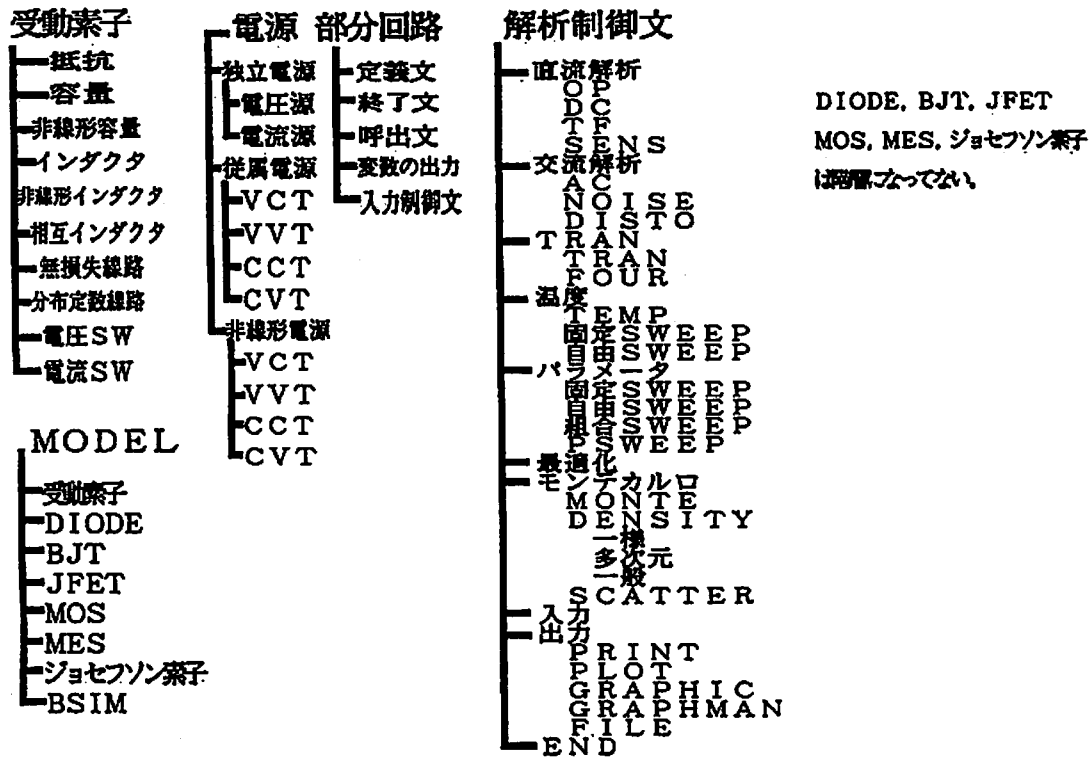 受動素子
抵抗
容量
非線形容量
インダクタ
非線形インダクタ
相互インダクタ
無損失線路
分布定数線路
電圧SW
電流SW
MODEL
受動素子
DIODE
BJT
JFET
MOS
MES
ジョセフソン素子
BSIM
電源
独立電源
電圧源
電流源
従属電源
VCT
VVT
CCT
CVT
非線形電源
VCT
VVT
CCT
CVT
部分回路
定義文
終了文
呼出文
変数の出力
入力制御文
解析制御文
直流解析
OP
DC
TF
SENS
交流解析
AC
NOISE
DISTO
TRAN
TRAN
FOUR
温度
TEMP
固定SWEEP
自由SWEEP
パラメータ
固定SWEEP
自由SWEEP
組合SWEEP
PSWEEP
最適化
モンテカルロ
MONTE
DENSITY
一様
多次元
一般
SCATTER
入力
出力
PRINT
PLOT
GRAPHIC
GRAPHMAN
FILE
END
DIODE, BJT, JFET
MOS, MES, ジョセフソン素子
は階層になってない。